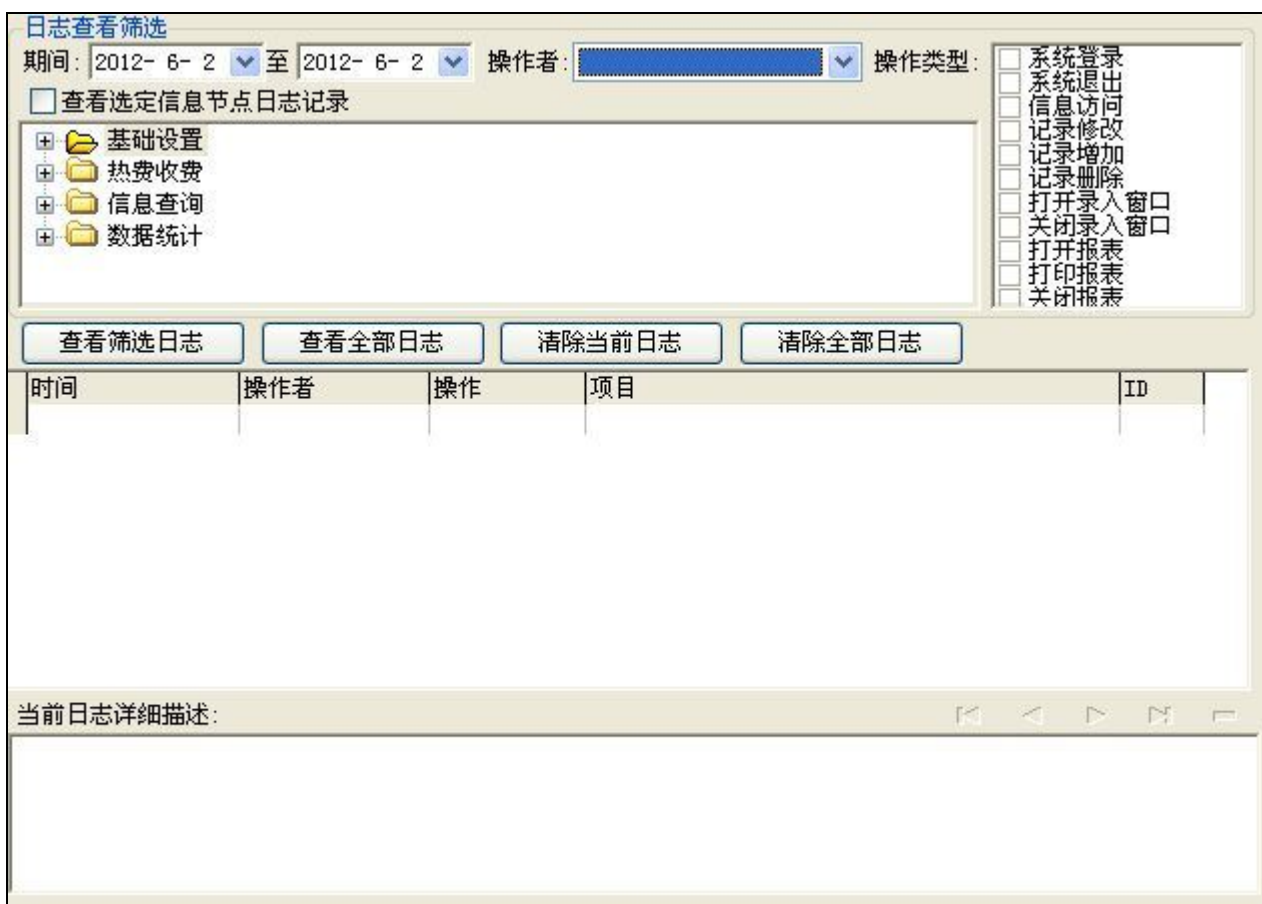 日志查看筛选
期间: 2012- 6- 2 至 2012- 6- 2 操作者: 操作类型:
系统登录
系统退出
信息访问
记录修改
记录增加
记录删除
打开录入窗口
关闭录入窗口
打开报表
打印报表
关闭报表
查看选定信息节点日志记录
基础设置
热费收费
信息查询
数据统计
查看筛选日志 查看全部日志 清除当前日志 清除全部日志
时间 操作者 操作 项目 ID
当前日志详细描述: